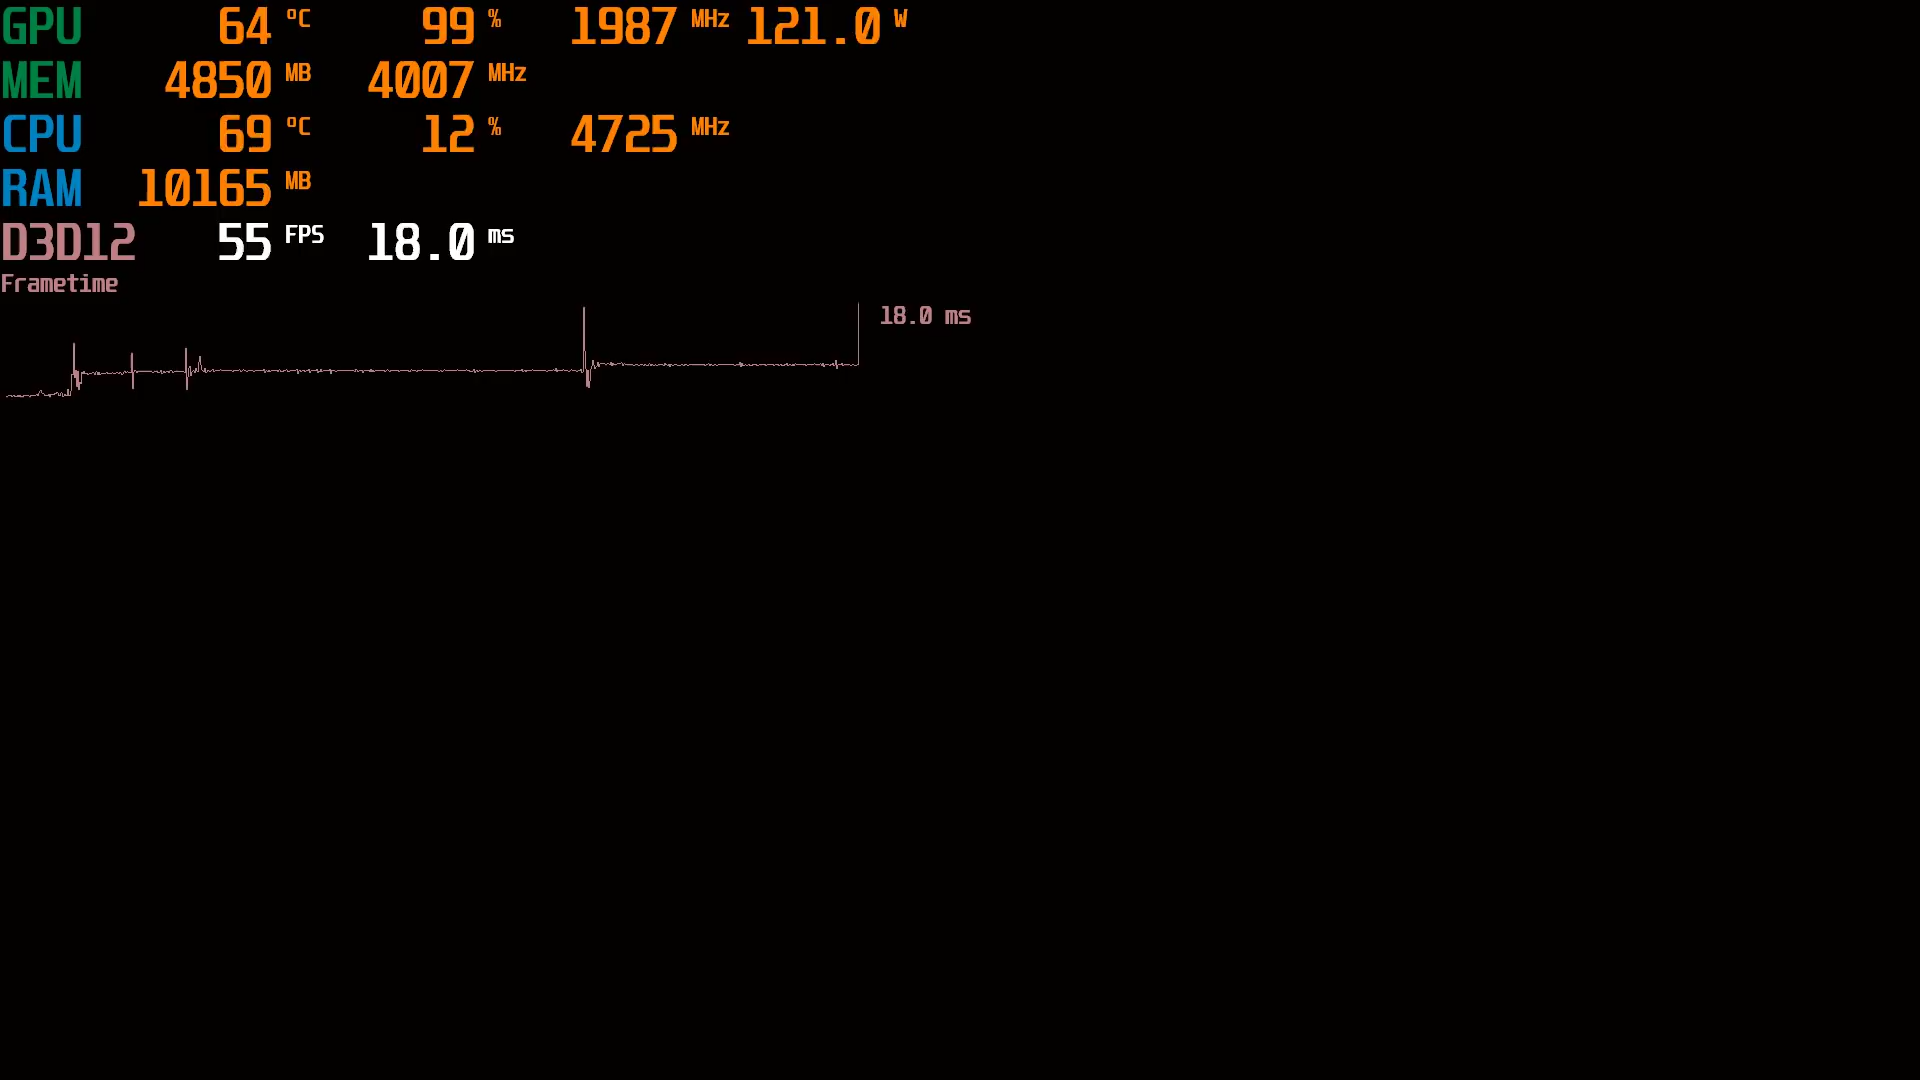 GPU 64 °C 99 % 1987 MHz 121.0 W
MEM 4850 MB 4007 MHz
CPU 69 °C 12 % 4725 MHz
RAM 10165 MB
D3D12 55 FPS 18.0 ms
Frametime
18.0 ms